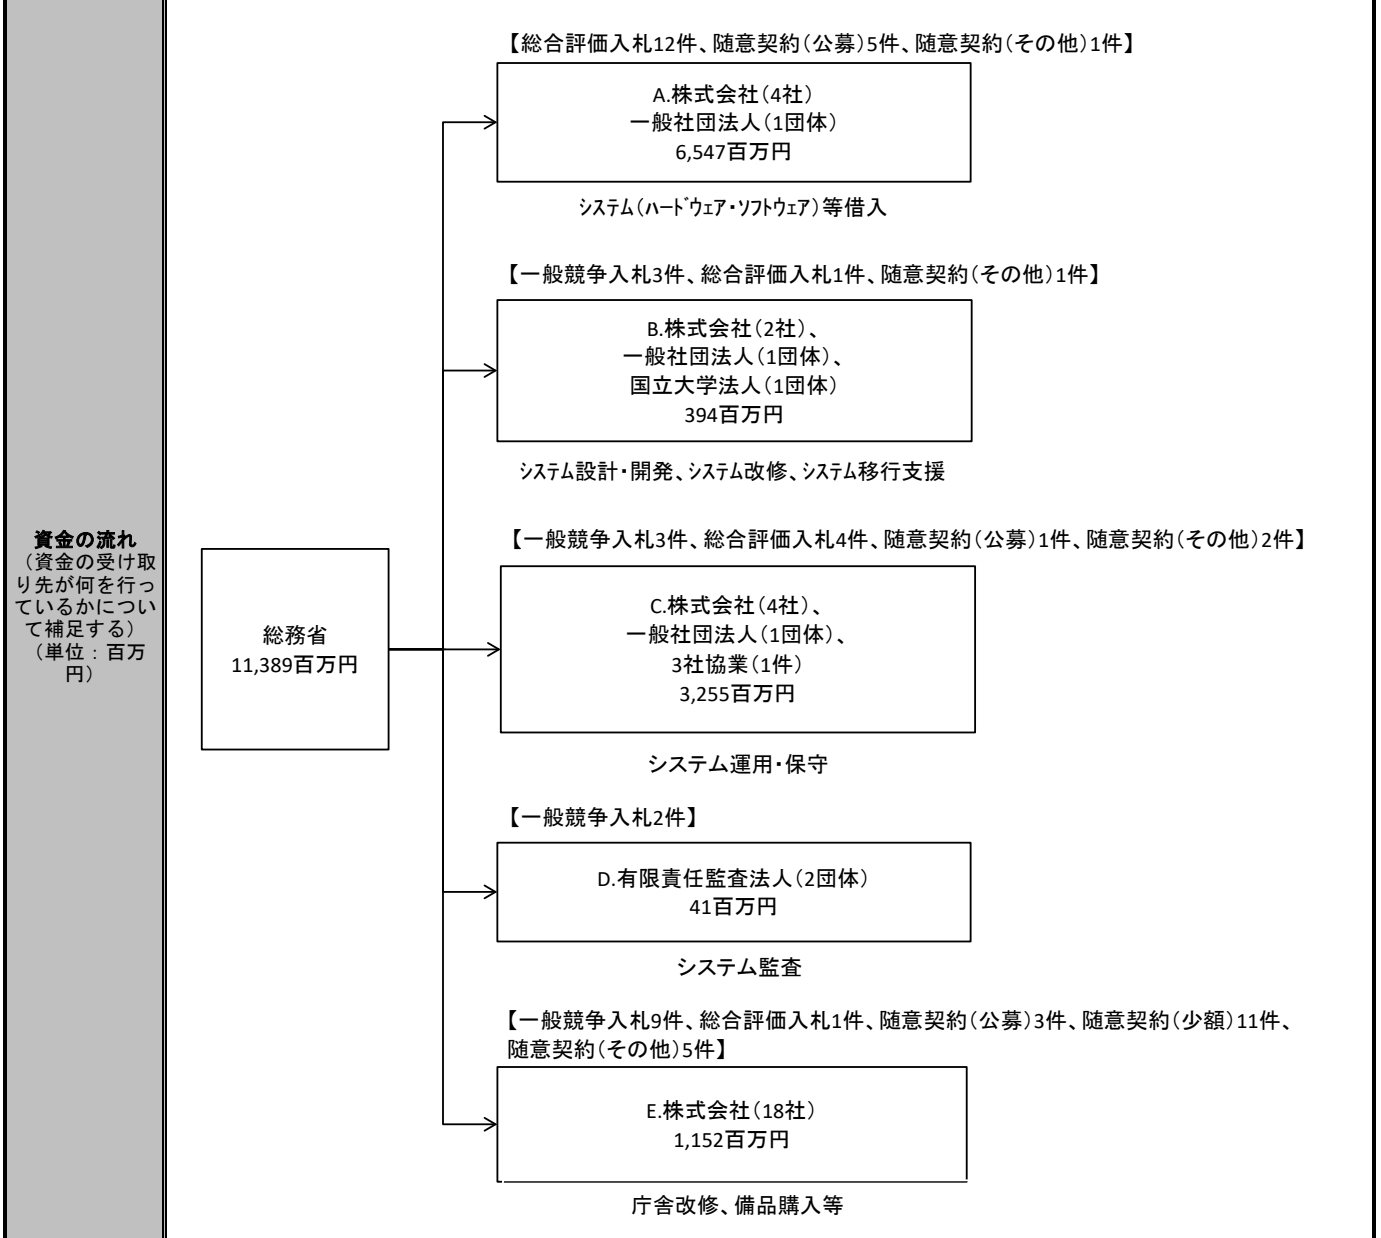 資金の流れ
（資金の受け取
り先が何を行っ
ているかについ
て補足する）
（単位：百万
円）
総務省
11,389百万円
【総合評価入札12件、随意契約（公募）5件、随意契約（その他）1件】
A.株式会社（4社）
一般社団法人（1団体）
6,547百万円
ｼｽﾃﾑ（ﾊｰﾄﾞｳｪｱ・ｿﾌﾄｳｪｱ）等借入
【一般競争入札3件、総合評価入札1件、随意契約（その他）1件】
B.株式会社（2社）、
一般社団法人（1団体）、
国立大学法人（1団体）
394百万円
ｼｽﾃﾑ設計・開発、ｼｽﾃﾑ改修、ｼｽﾃﾑ移行支援
【一般競争入札3件、総合評価入札4件、随意契約（公募）1件、随意契約（その他）2件】
C.株式会社（4社）、
一般社団法人（1団体）、
3社協業（1件）
3,255百万円
システム運用・保守
【一般競争入札2件】
D.有限責任監査法人（2団体）
41百万円
システム監査
【一般競争入札9件、総合評価入札1件、随意契約（公募）3件、随意契約（少額）11件、
随意契約（その他）5件】
E.株式会社（18社）
1,152百万円
庁舎改修、備品購入等